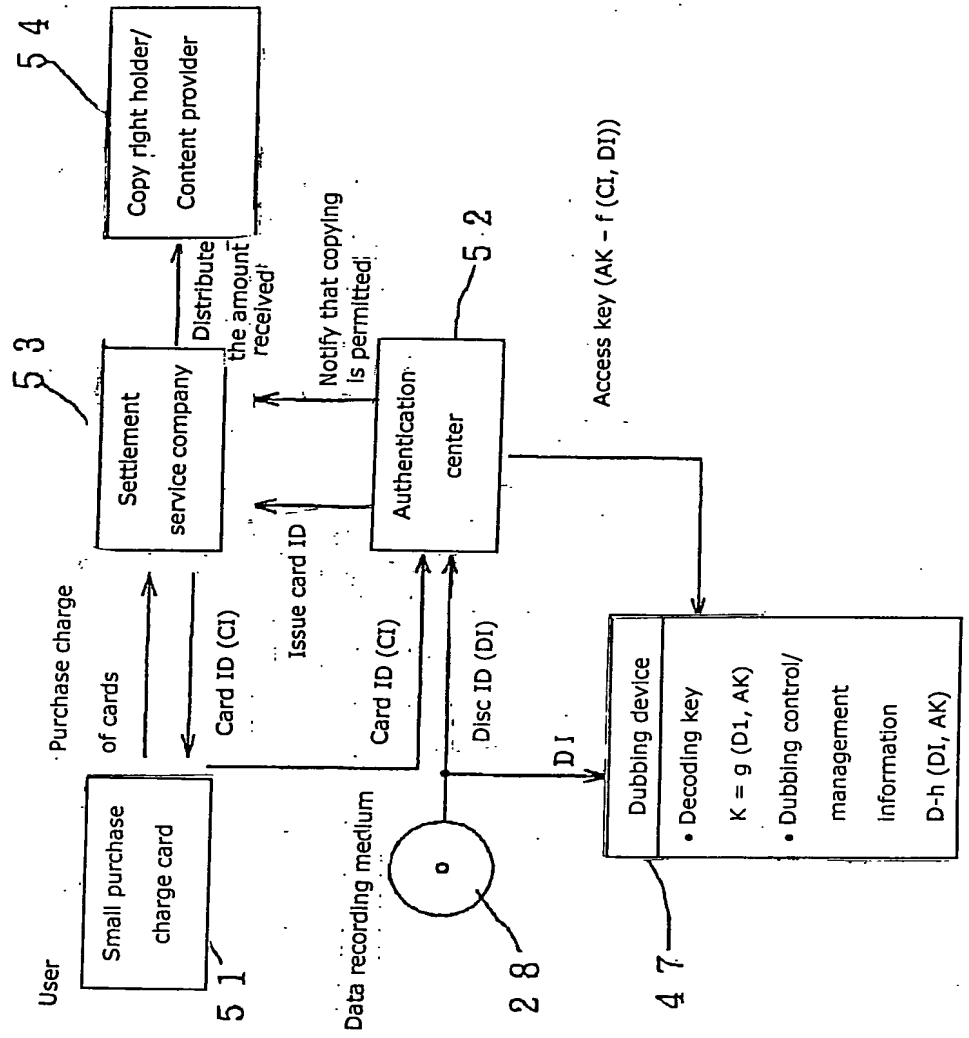 User
Small purchase
charge card
5 1
Purchase charge
of cards
Card ID (CI)
Settlement
service company
5 3
Distribute
the amount
received
Copy right holder/
Content provider
5 4
Issue card ID
Notify that copying
is permitted
Card ID (CI)
Disc ID (DI)
Authentication
center
5 2
Data recording medium
2 8
D I
Access key (AK – f (CI, DI))
Dubbing device
• Decoding key
K = g (D1, AK)
• Dubbing control/
management
Information
D-h (DI, AK)
4 7